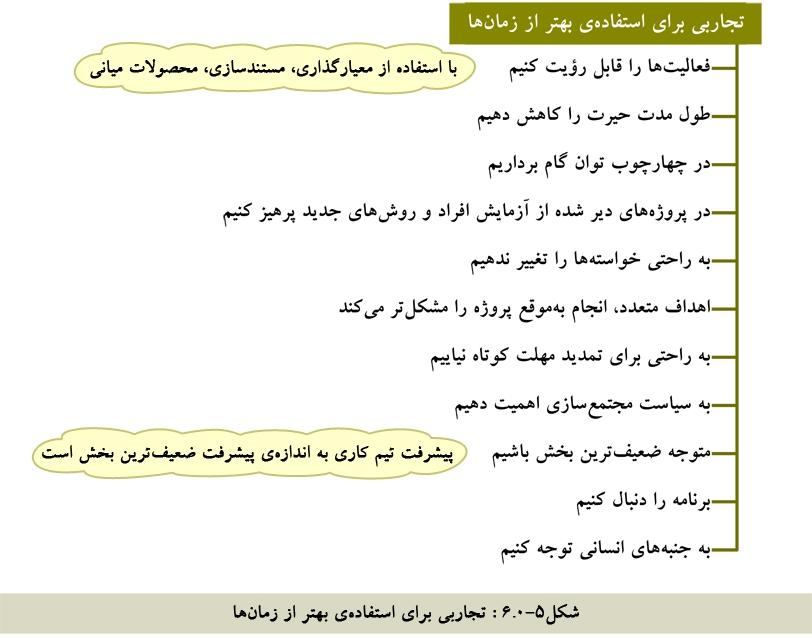 تجاربی برای استفاده‌ی بهتر از زمان‌ها
فعالیت‌ها را قابل رؤیت کنیم
با استفاده از معیارگذاری، مستندسازی، محصولات میانی
طول مدت حیرت را کاهش دهیم
در چهارچوب توان گام برداریم
در پروژه‌های دیر شده از آزمایش افراد و روش‌های جدید پرهیز کنیم
به راحتی خواسته‌ها را تغییر ندهیم
اهداف متعدد، انجام به‌موقع پروژه را مشکل‌تر می‌کند
به راحتی برای تمدید مهلت کوتاه نیاییم
به سیاست مجتمع‌سازی اهمیت دهیم
متوجه ضعیف‌ترین بخش باشیم
پیشرفت تیم کاری به اندازه‌ی پیشرفت ضعیف‌ترین بخش است
برنامه را دنبال کنیم
به جنبه‌های انسانی توجه کنیم
شکل۵-۶.۰ : تجاربی برای استفاده‌ی بهتر از زمان‌ها